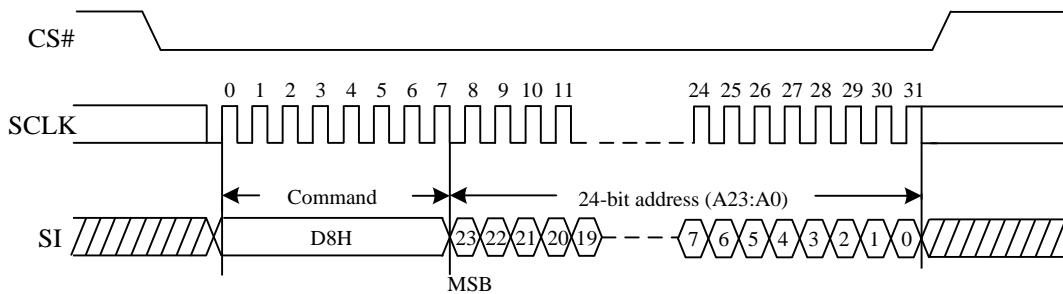 CS#
0 1 2 3 4 5 6 7 8 9 10 11 24 25 26 27 28 29 30 31
SCLK
Command 24-bit address (A23:A0)
SI D8H 23 22 21 20 19 7 6 5 4 3 2 1 0
MSB